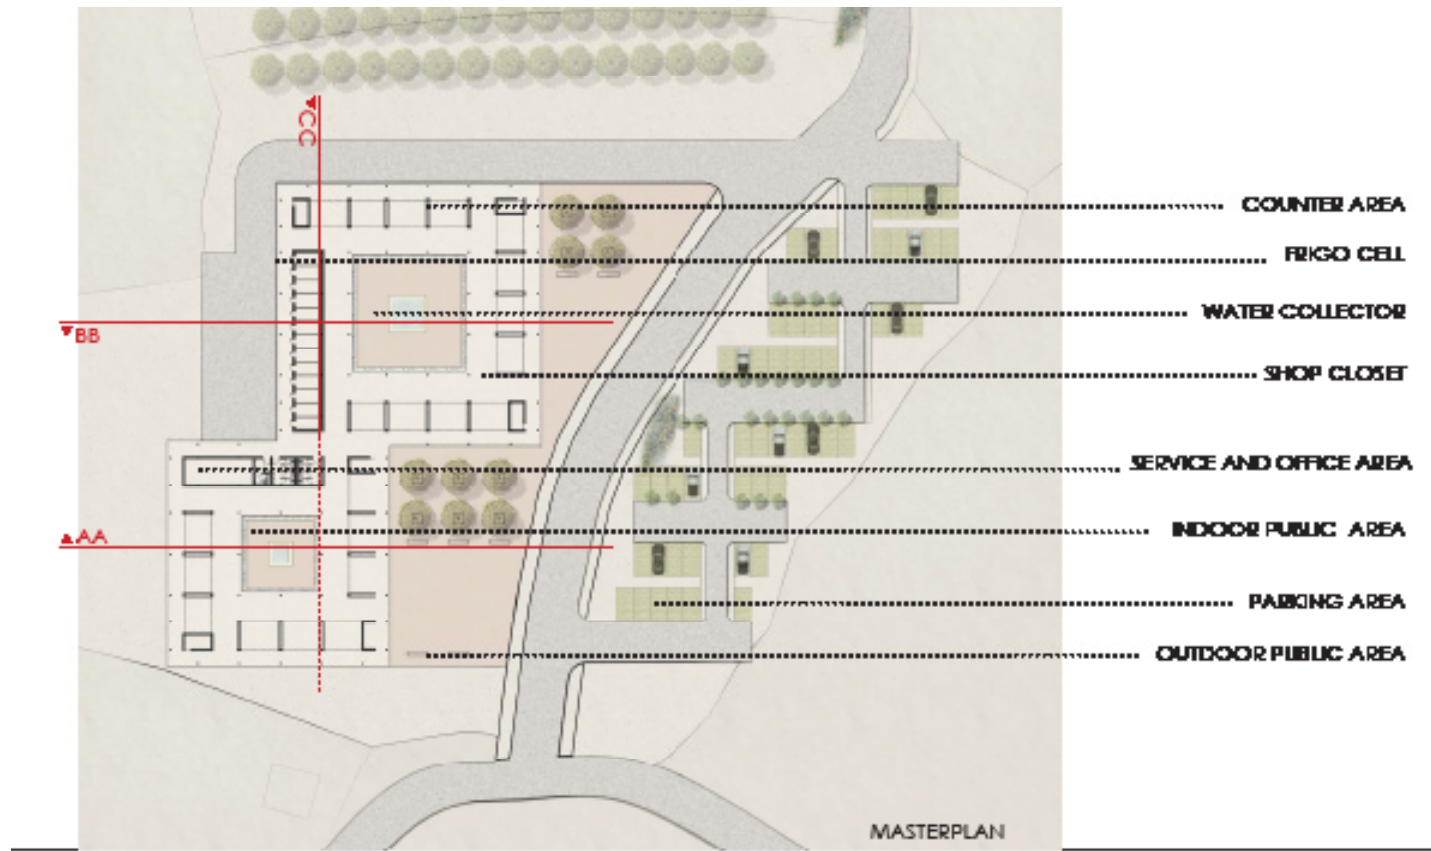 CC
COUNTER AREA
FRIGO CELL
WATER COLLECTOR
BB
SHOP CLOSET
SERVICE AND OFFICE AREA
INDOOR PUBLIC AREA
AA
PARKING AREA
OUTDOOR PUBLIC AREA
MASTERPLAN